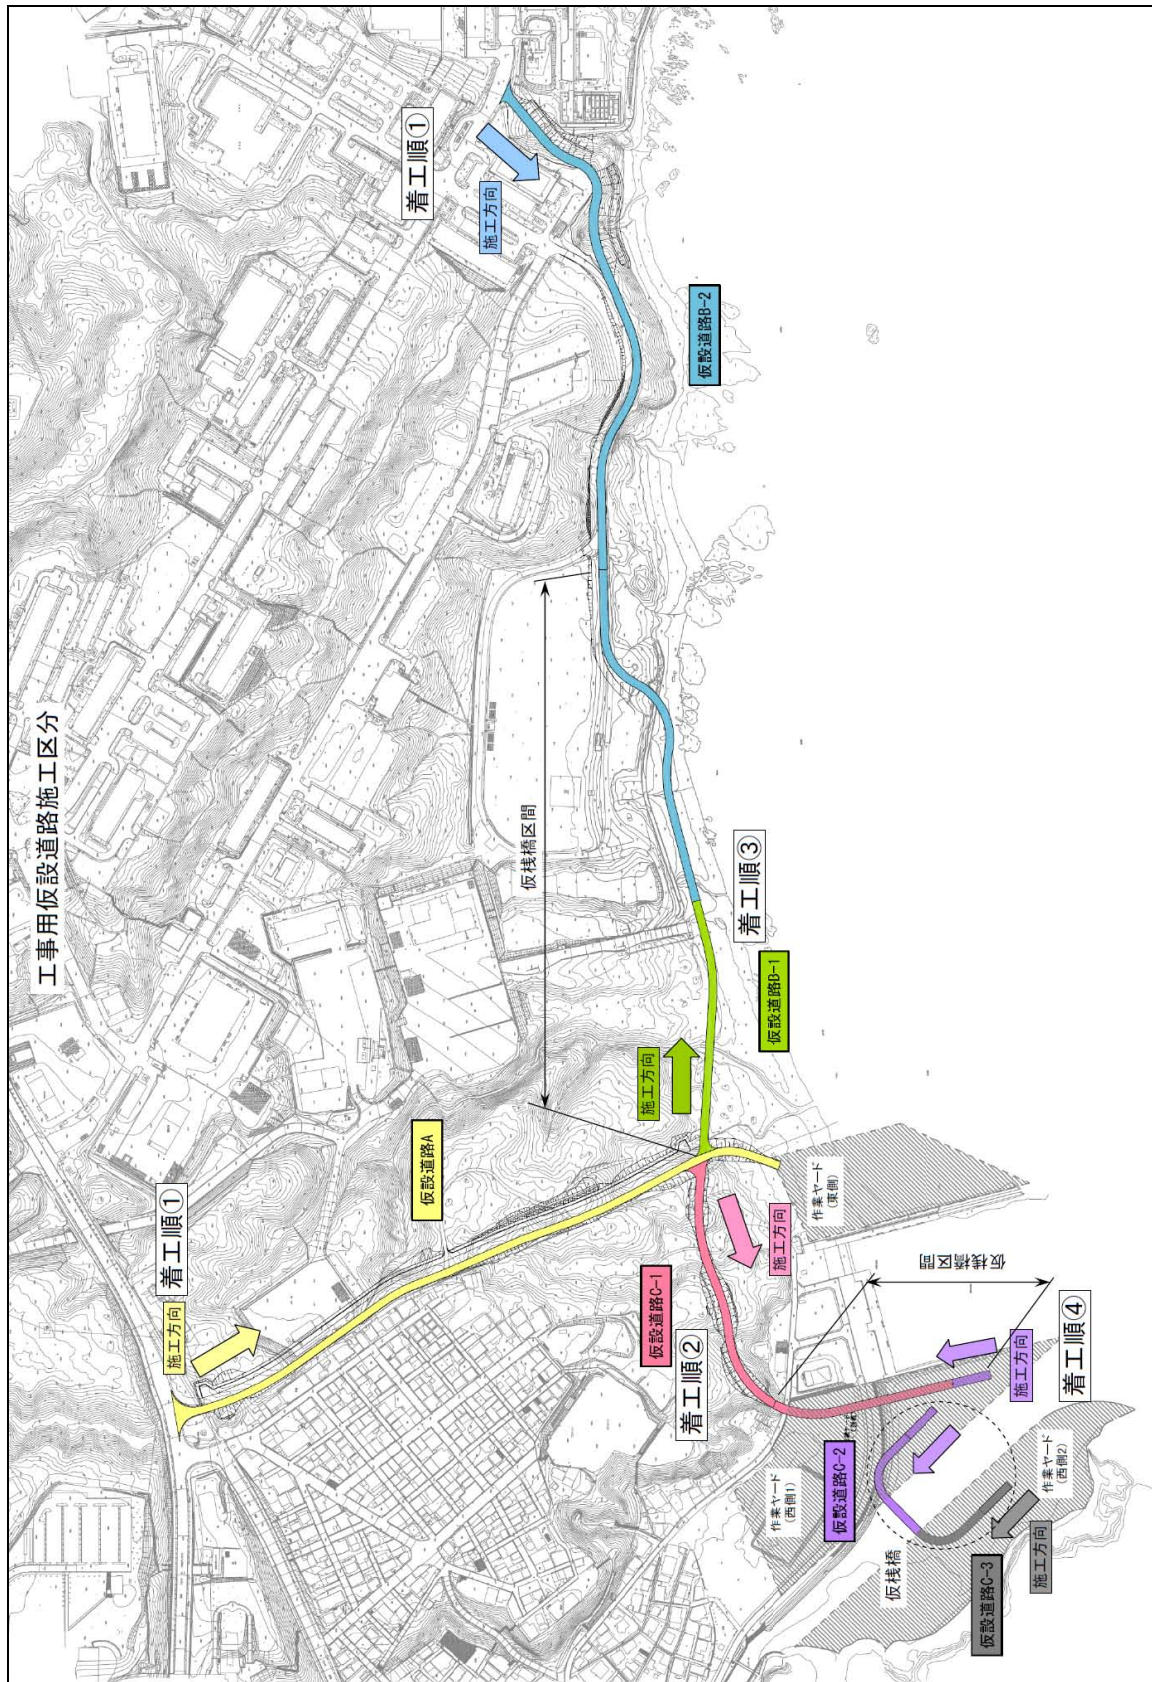 工事用仮設道路施工区分
着工順①
施工方向
仮設道路A
着工順①
施工方向
仮設道路B-2
仮桟橋区間
着工順③
仮設道路B-1
施工方向
作業ヤード
(東側)
施工方向
仮設道路C-1
着工順②
仮桟橋区間
着工順④
施工方向
仮設道路C-2
作業ヤード
(西側1)
作業ヤード
(西側2)
仮桟橋
仮設道路C-3
施工方向